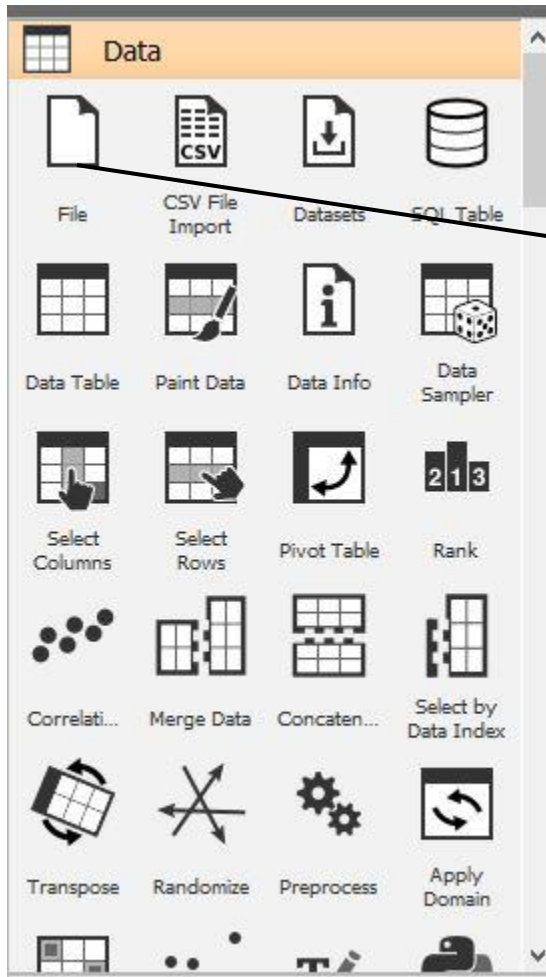 Data
CSV
File
CSV File
Import
Datasets
SQL Table
i
Data Table
Paint Data
Data Info
Data
Sampler
2 1 3
Select
Columns
Select
Rows
Pivot Table
Rank
Correlati...
Merge Data
Concaten...
Select by
Data Index
Transpose
Randomize
Preprocess
Apply
Domain